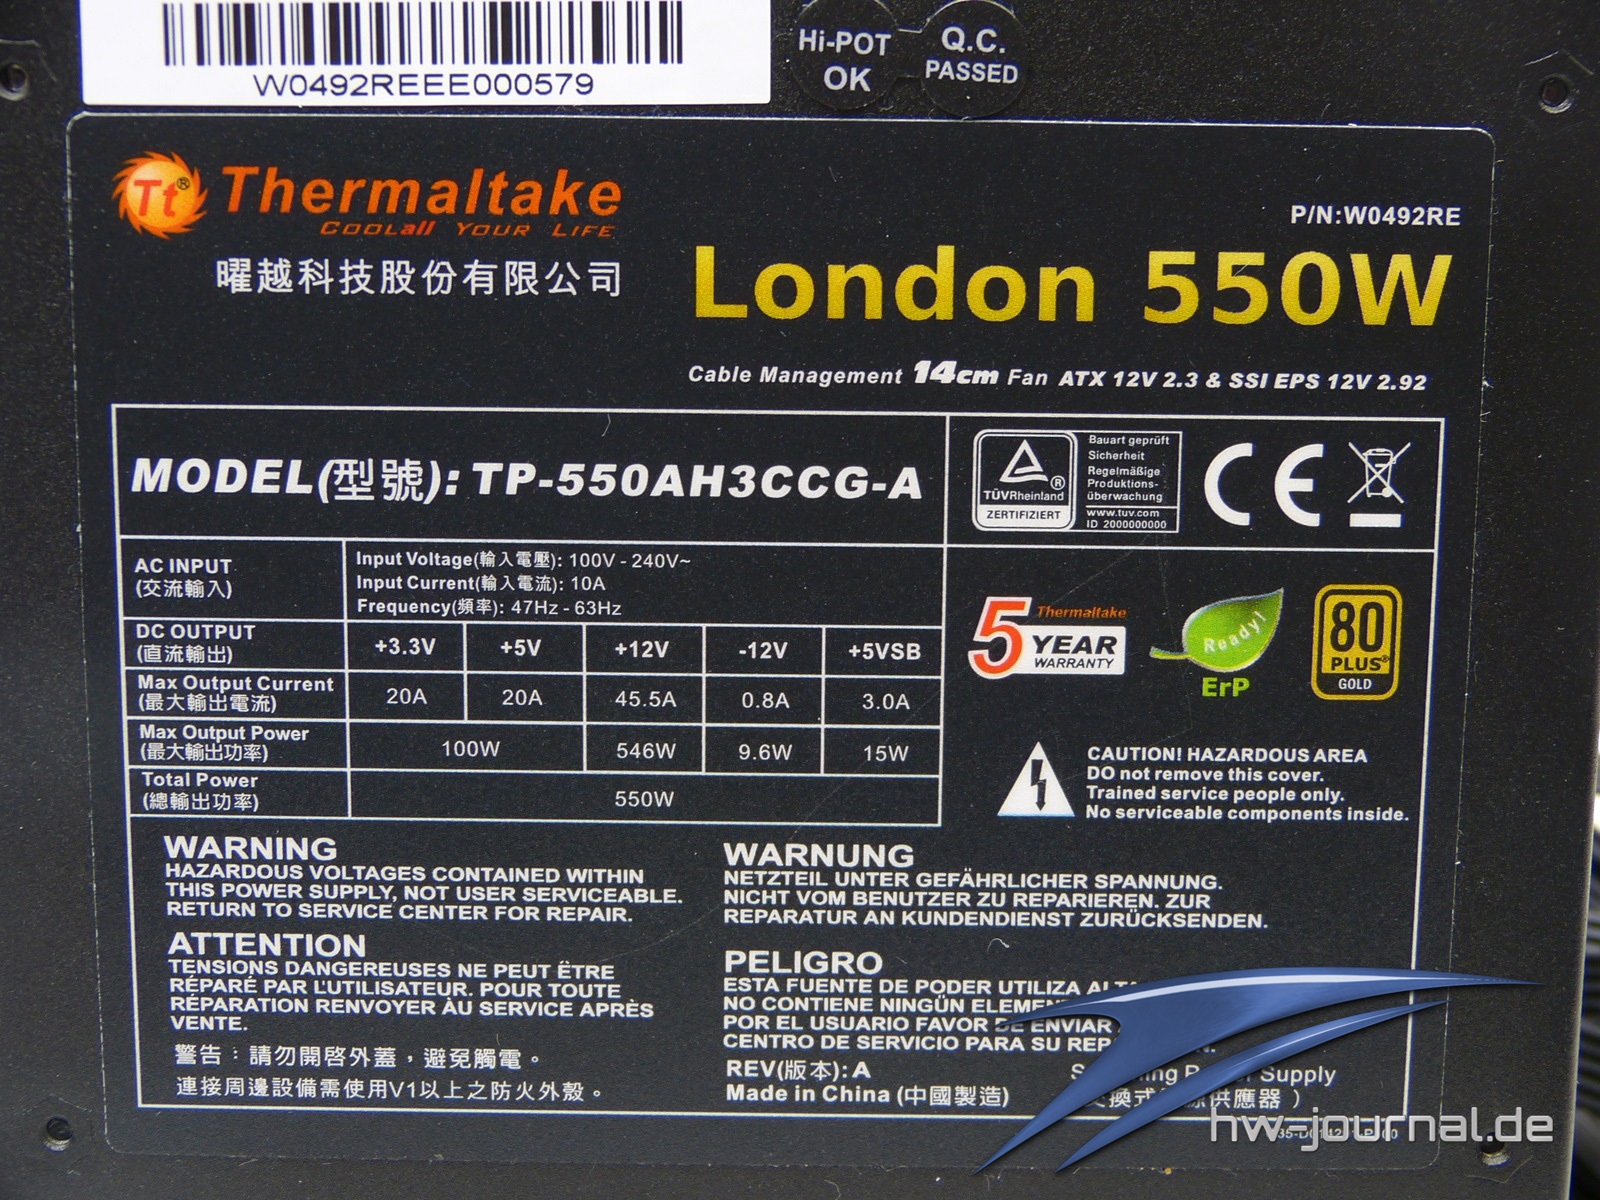 W0492REEE000579
Hi-POT
OK
Q.C.
PASSED
Tt®
Thermaltake
COOLall YOUR LIFE
曜越科技股份有限公司
P/N:W0492RE
London 550W
Cable Management 14cm Fan ATX 12V 2.3 & SSI EPS 12V 2.92
MODEL(型號): TP-550AH3CCG-A
TÜVRheinland®
ZERTIFIZIERT
Bauart geprüft
Sicherheit
Regelmäßige
Produktions-
überwachung
www.tuv.com
ID 2000000000
CE
AC INPUT
(交流輸入)
Input Voltage(輸入電壓): 100V - 240V~
Input Current(輸入電流): 10A
Frequency(頻率): 47Hz - 63Hz
DC OUTPUT
(直流輸出)
+3.3V +5V +12V -12V +5VSB
Max Output Current
(最大輸出電流)
20A 20A 45.5A 0.8A 3.0A
Max Output Power
(最大輸出功率)
100W 546W 9.6W 15W
Total Power
(總輸出功率)
550W
Thermaltake
5 YEAR
WARRANTY
Ready!
ErP
80
PLUS®
GOLD
CAUTION! HAZARDOUS AREA
DO not remove this cover.
Trained service people only.
No serviceable components inside.
WARNING
HAZARDOUS VOLTAGES CONTAINED WITHIN
THIS POWER SUPPLY, NOT USER SERVICEABLE.
RETURN TO SERVICE CENTER FOR REPAIR.
ATTENTION
TENSIONS DANGEREUSES NE PEUT ËTRE
RÉPARÉ PAR L'UTILISATEUR. POUR TOUTE
RÉPARATION RENVOYER ÀU SERVICE APRÈS
VENTE.
警告：請勿開啓外蓋，避免觸電。
連接周邊設備需使用V1以上之防火外殼。
WARNUNG
NETZTEIL UNTER GEFÄHRLICHER SPANNUNG.
NICHT VOM BENUTZER ZU REPARIEREN. ZUR
REPARATUR AN KUNDENDIENST ZURÜCKSENDEN.
PELIGRO
ESTA FUENTE DE PODER UTILIZA
NO CONTIENE NINGÚN
POR EL USUARIO FAVOR DE ENVIAR
CENTRO DE SERVICIO PARA SU
REV(版本): A
Supply
Made in China (中國製造)
供應器 )
hw-journal.de